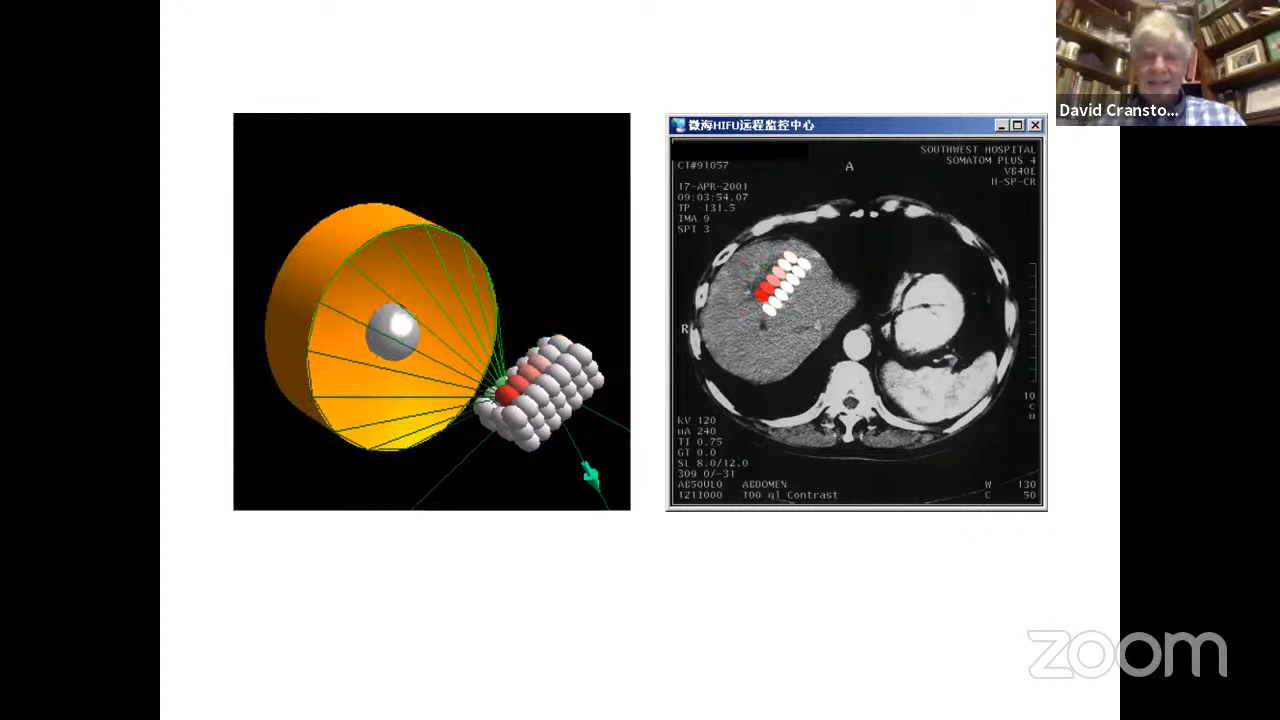 David Cransto...
微海HIFU远程监控中心
CT#91057
A
SOUTHWEST HOSPITAL
SOMATOM PLUS 4
VB40E
H-SP-CR
17-APR-2001
09:03:54.07
TP -131.5
IMA 9
SPI 3
R
kV 120
mA 240
TI 0.75
GT 0.0
SL 8.0/12.0
309 0/-31
10
c
m
ABDOMEN
W 130
100 ml Contrast
C 50
zoom